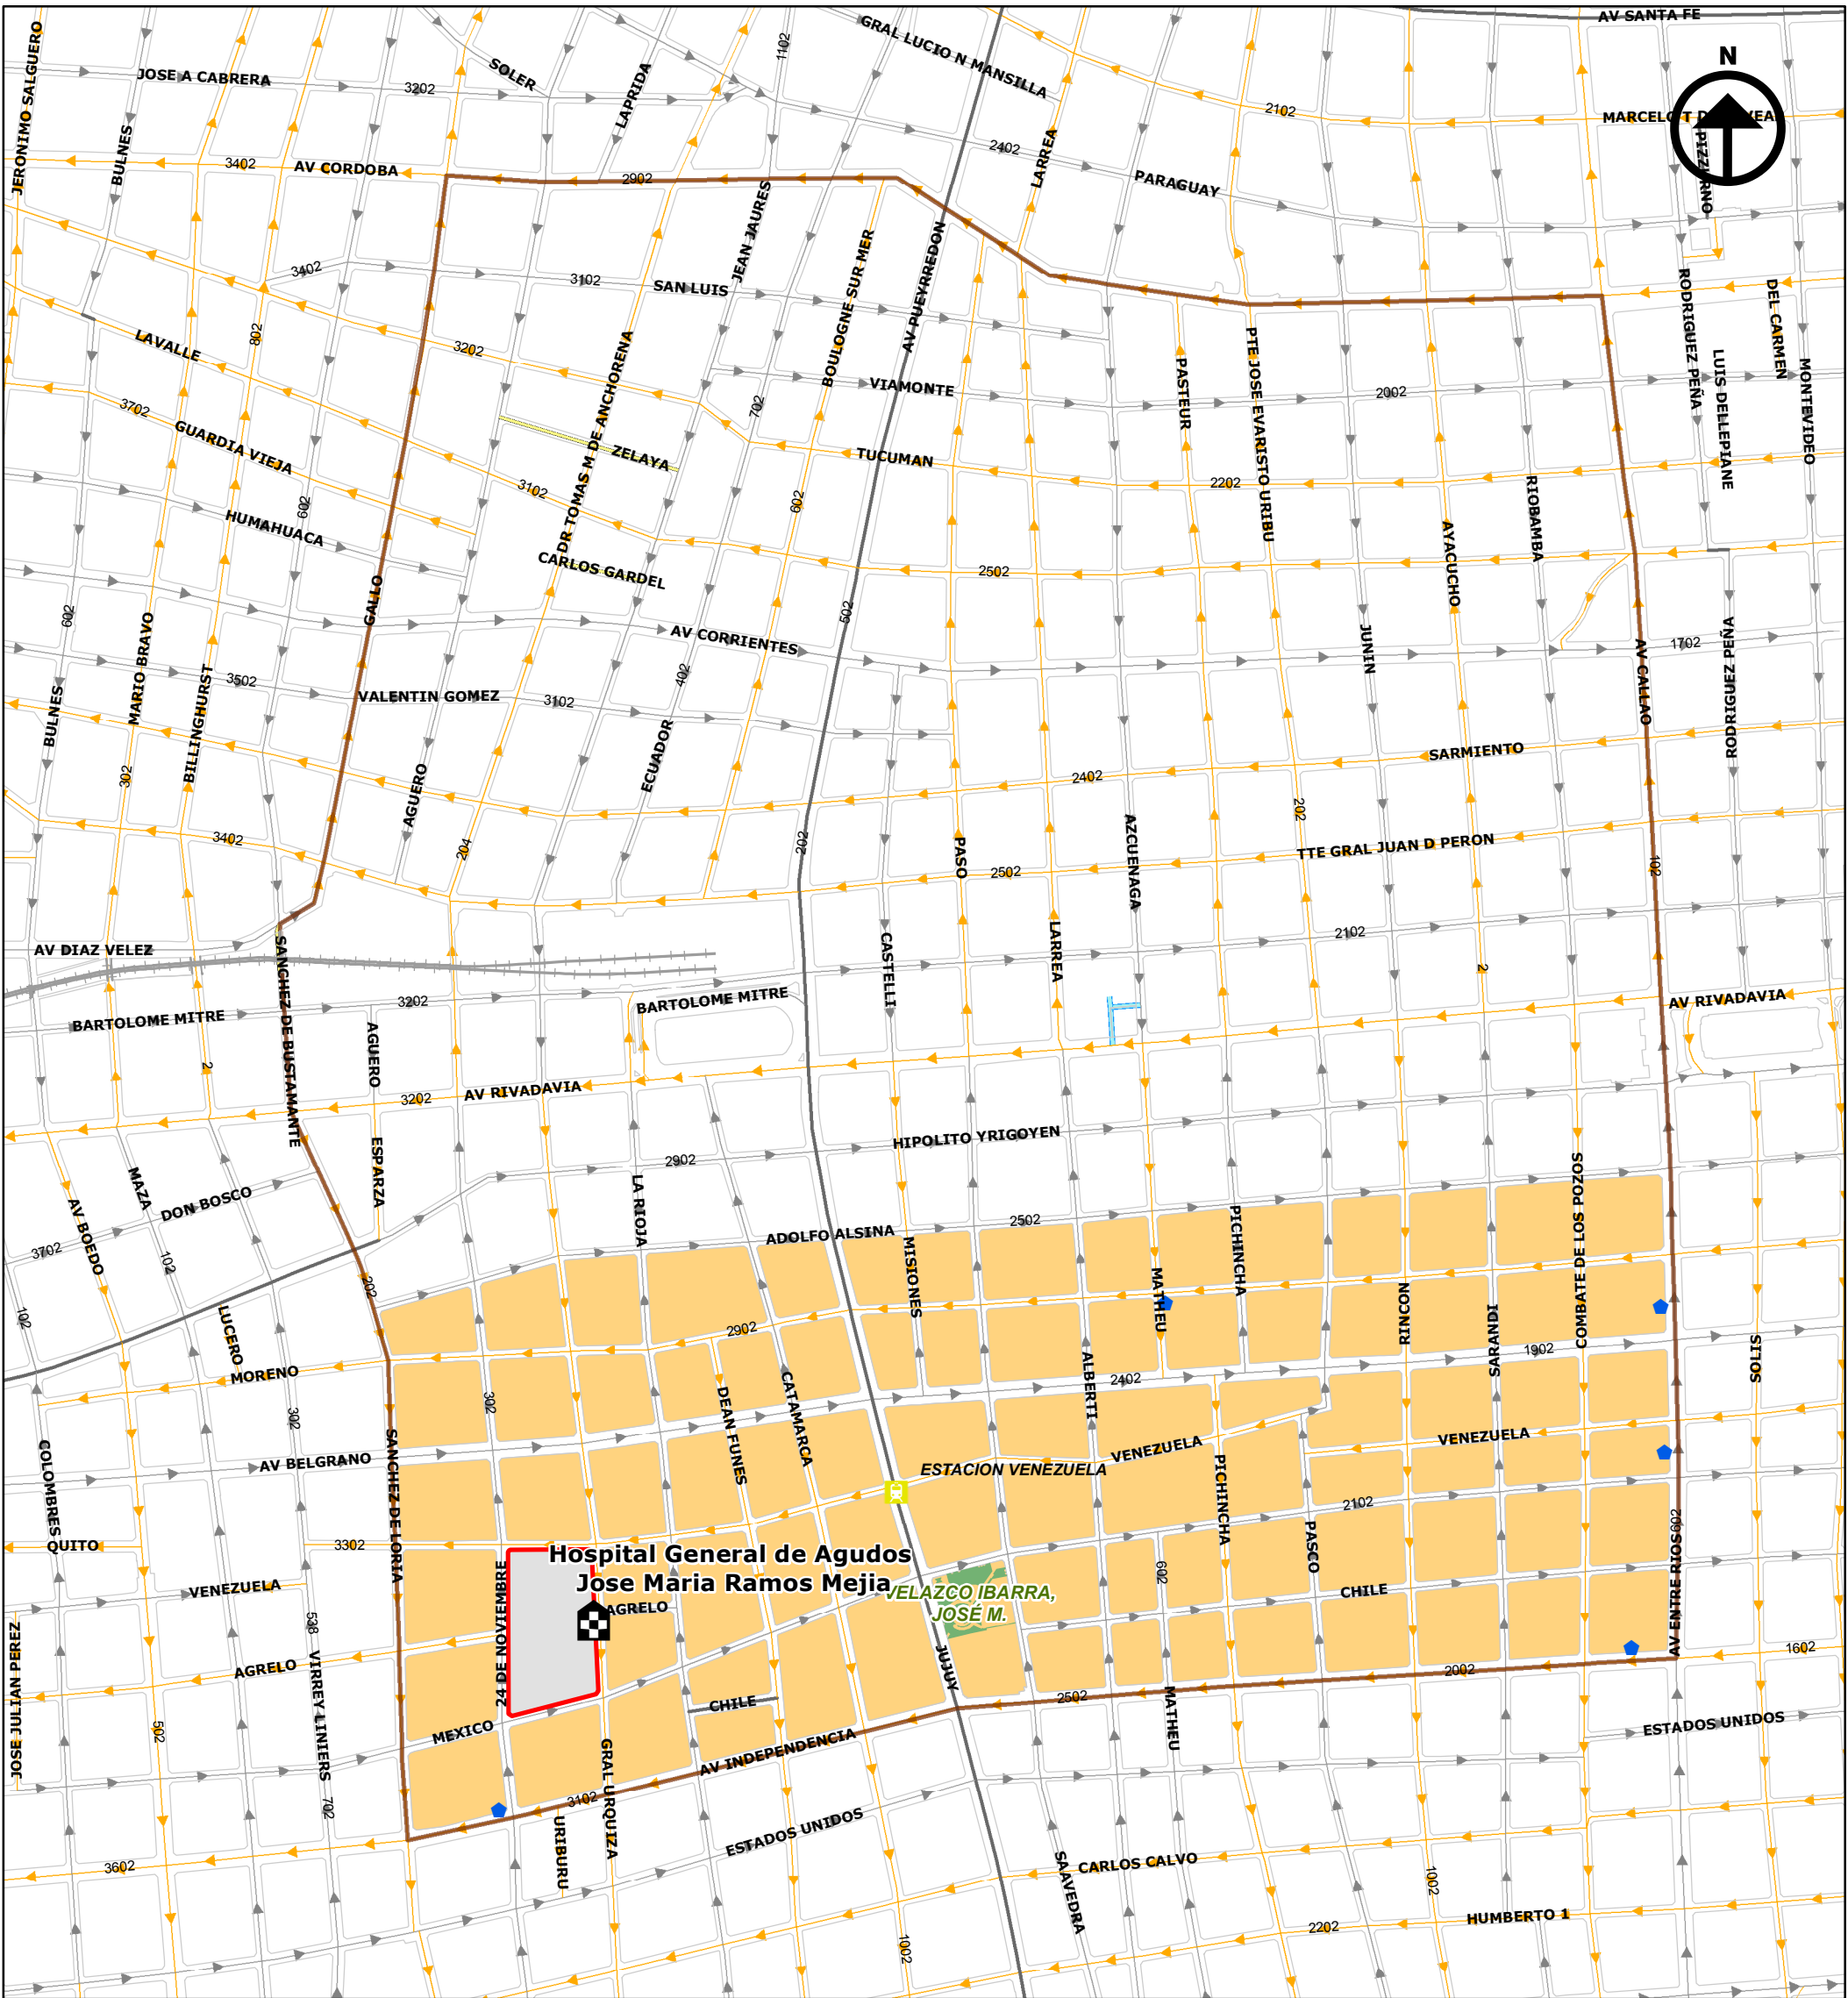 AV SANTA FE
GRAL LUCIO N MANSILLA
JERONIMO SALGUERO
1102
N
SOLER
LAPRIDA
JOSE A CABRERA
3202
2102
BULNES
LARREA
2402
PIZZURNO
3402
AV CORDOBA
2902
PARAGUAY
JEAN JAURES
BOULOGNE SUR MER
AV PUEYRREDON
3402
3102
SAN LUIS
RODRIGUEZ PEÑA
DEL CARMEN
802
LAVALLE
3202
DR TOMAS M DE ANCHORENA
VIAMONTE
PASTEUR
PTE JOSE EVARISTO URIBURU
2002
LUIS DELLEPIANE
MONTEVIDEO
3702
702
GUARDIA VIEJA
ZELAYA
TUCUMAN
3102
602
602
2202
RIOBAMBA
HUMAHUACA
AYACUCHO
CARLOS GARDEL
2502
GALLO
602
502
MARIO BRAVO
AV CORRIENTES
JUNIN
1702
AV CALLAO
RODRIGUEZ PEÑA
BULNES
BILLINGHURST
3502
VALENTIN GOMEZ
3102
402
ECUADOR
SARMIENTO
302
AGUERO
2402
202
3402
204
202
PASO
AZCUENAGA
TTE GRAL JUAN D PERON
102
2502
AV DIAZ VELEZ
SANCHEZ DE BUSTAMANTE
CASTELLI
LARREA
2102
2
3202
BARTOLOME MITRE
BARTOLOME MITRE
AV RIVADAVIA
AGUERO
2
3202
AV RIVADAVIA
HIPOLITO YRIGOYEN
2902
ESPARZA
MAZA
DON BOSCO
LA RIOJA
AV BOEDO
COMBATE DE LOS POZOS
3702
102
ADOLFO ALSINA
2502
PICHINCHA
MISIONES
202
MATHEU
102
LUCERO
2902
RINCON
SARANDI
SOLIS
1902
MORENO
302
302
DEAN FUNES
CATAMARCA
2402
ALBERTI
COLOMBRES
AV BELGRANO
SANCHEZ DE LORIA
ESTACION VENEZUELA
VENEZUELA
VENEZUELA
PICHINCHA
2102
PASCO
602
QUITO
3302
Hospital General de Agudos
Jose Maria Ramos Mejia
VENEZUELA
24 DE NOVIEMBRE
AGRELO
VELAZCO IBARRA,
JOSÉ M.
602
CHILE
AV ENTRE RIOS
538
JOSE JULIAN PEREZ
AGRELO
VIRREY LINIERS
JUJUY
1602
2002
502
MEXICO
CHILE
2502
MATHEU
ESTADOS UNIDOS
AV INDEPENDENCIA
702
3102
GRAL URQUIZA
URIBURU
ESTADOS UNIDOS
3602
SAAVEDRA
CARLOS CALVO
1002
1002
2202
HUMBERTO 1